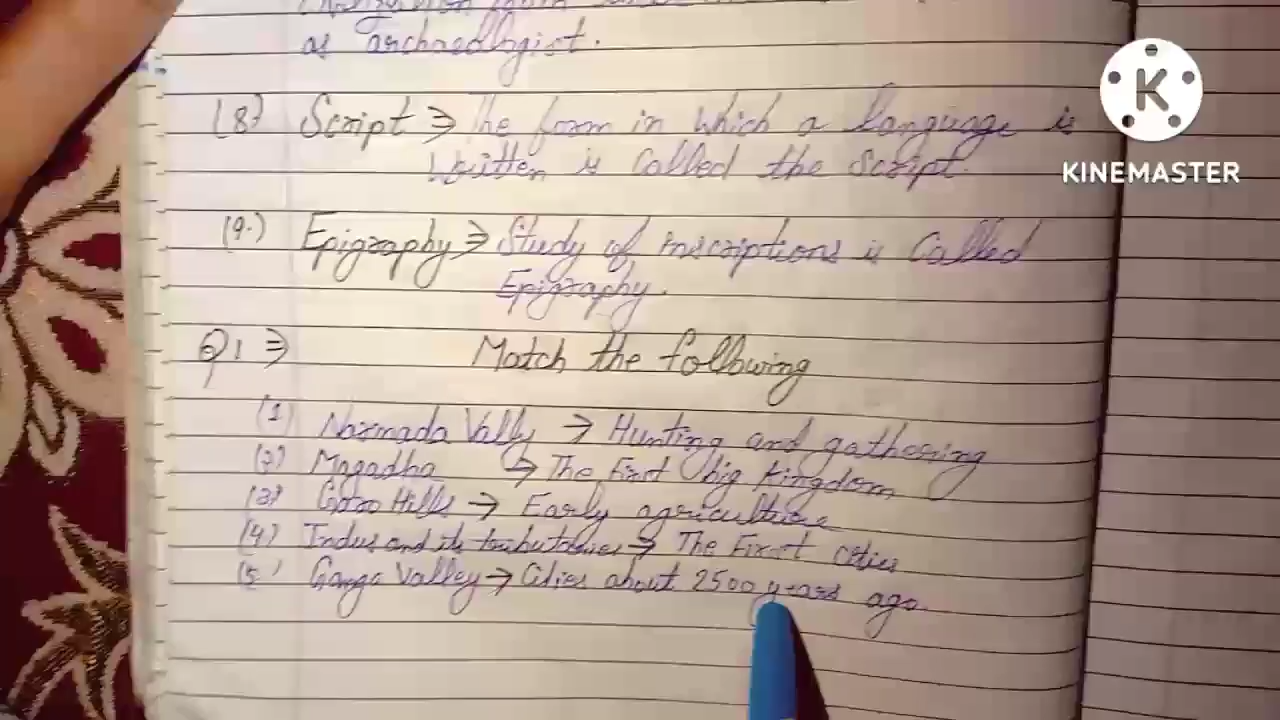 as archaeologist.
(8) Script ⇒ The form in which a language is
written is called the script.
(9.) Epigraphy ⇒ Study of inscriptions is called
Epigraphy.
Q1 ⇒ Match the following
(1) Narmada Vally → Hunting and gathering
(2) Magadha → The First big Kingdom
(3) Garo Hills → Early agriculture
(4) Indus and its tributaries → The First cities
(5) Ganga Valley → Cities about 2500 years ago.
K
KINEMASTER